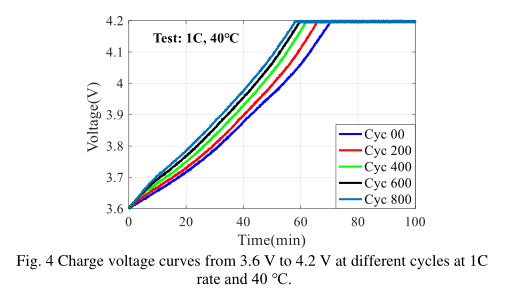 4.2
4.1
4
3.9
3.8
3.7
3.6
Voltage(V)
Test: 1C, 40℃
Cyc 00
Cyc 200
Cyc 400
Cyc 600
Cyc 800
0 20 40 60 80 100
Time(min)
Fig. 4 Charge voltage curves from 3.6 V to 4.2 V at different cycles at 1C
rate and 40 ℃.